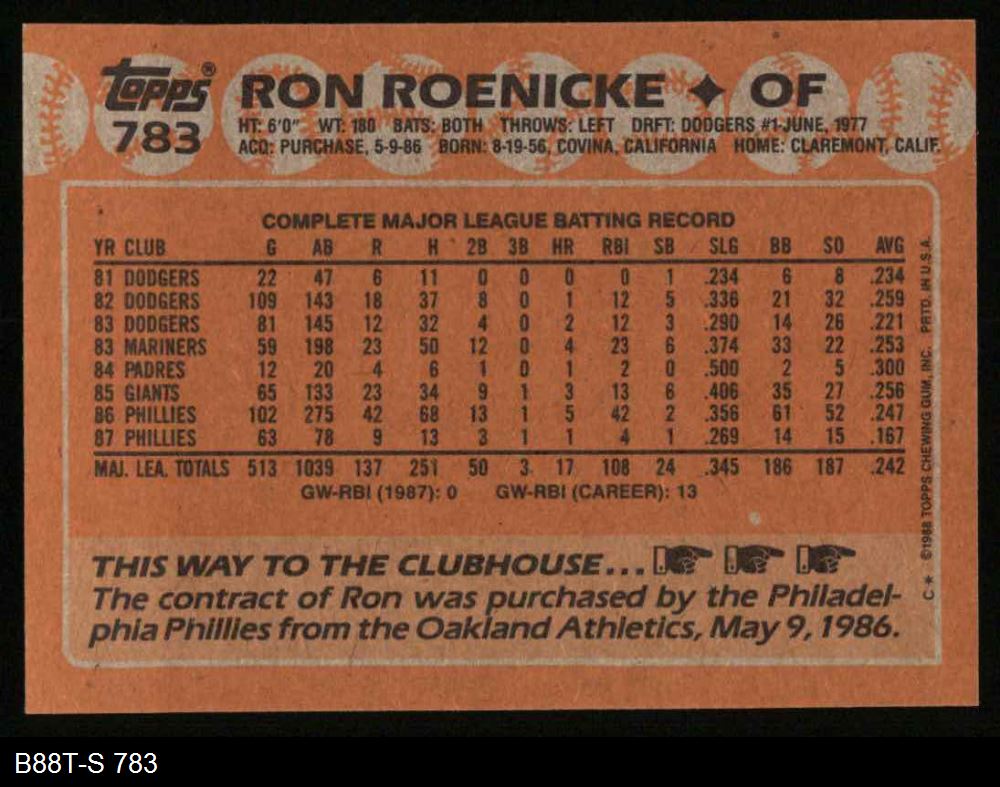 Topps®
783
RON ROENICKE ✦ OF
HT: 6'0" WT: 180 BATS: BOTH THROWS: LEFT DRFT: DODGERS #1-JUNE, 1977
ACQ: PURCHASE, 5-9-86 BORN: 8-19-56, COVINA, CALIFORNIA HOME: CLAREMONT, CALIF.
COMPLETE MAJOR LEAGUE BATTING RECORD
YR CLUB G AB R H 2B 3B HR RBI SB SLG BB SO AVG
81 DODGERS 22 47 6 11 0 0 0 0 1 .234 6 8 .234
82 DODGERS 109 143 18 37 8 0 1 12 5 .336 21 32 .259
83 DODGERS 81 145 12 32 4 0 2 12 3 .290 14 26 .221
83 MARINERS 59 198 23 50 12 0 4 23 6 .374 33 22 .253
84 PADRES 12 20 4 6 1 0 1 2 0 .500 2 5 .300
85 GIANTS 65 133 23 34 9 1 3 13 6 .406 35 27 .256
86 PHILLIES 102 275 42 68 13 1 5 42 2 .356 61 52 .247
87 PHILLIES 63 78 9 13 3 1 1 4 1 .269 14 15 .167
MAJ. LEA. TOTALS 513 1039 137 251 50 3 17 108 24 .345 186 187 .242
GW-RBI (1987): 0 GW-RBI (CAREER): 13
THIS WAY TO THE CLUBHOUSE...
The contract of Ron was purchased by the Philadel-
phia Phillies from the Oakland Athletics, May 9, 1986.
C* ©1988 TOPPS CHEWING GUM, INC. PRTD. IN U.S.A.
B88T-S 783